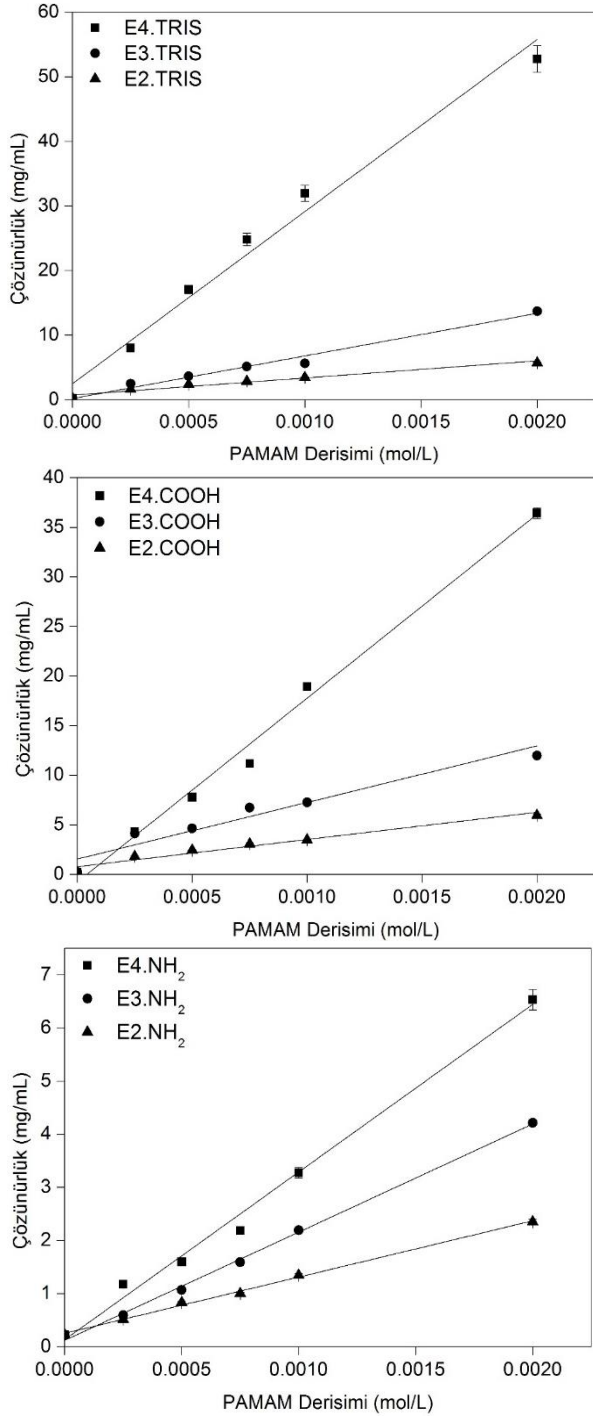 E4.TRIS
E3.TRIS
E2.TRIS
60
50
40
30
20
10
0
Çözünürlük (mg/mL)
0.0000 0.0005 0.0010 0.0015 0.0020
PAMAM Derisimi (mol/L)
E4.COOH
E3.COOH
E2.COOH
40
35
30
25
20
15
10
5
0
Çözünürlük (mg/mL)
0.0000 0.0005 0.0010 0.0015 0.0020
PAMAM Derisimi (mol/L)
E4.NH₂
E3.NH₂
E2.NH₂
7
6
5
4
3
2
1
0
Çözünürlük (mg/mL)
0.0000 0.0005 0.0010 0.0015 0.0020
PAMAM Derisimi (mol/L)